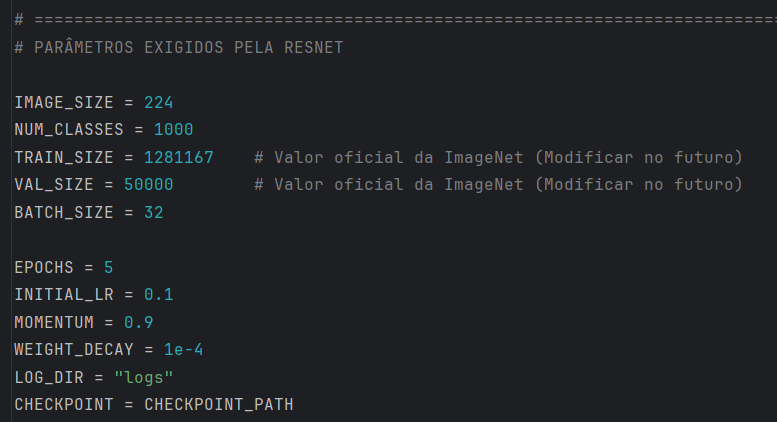 # ==========================================================================
# PARÂMETROS EXIGIDOS PELA RESNET
IMAGE_SIZE = 224
NUM_CLASSES = 1000
TRAIN_SIZE = 1281167    # Valor oficial da ImageNet (Modificar no futuro)
VAL_SIZE = 50000        # Valor oficial da ImageNet (Modificar no futuro)
BATCH_SIZE = 32
EPOCHS = 5
INITIAL_LR = 0.1
MOMENTUM = 0.9
WEIGHT_DECAY = 1e-4
LOG_DIR = "logs"
CHECKPOINT = CHECKPOINT_PATH